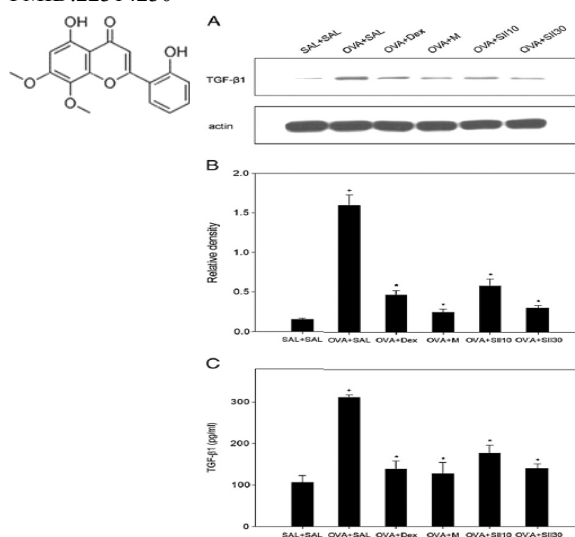 A
SAL+SAL OVA+SAL OVA+Dex OVA+M OVA+SII10 OVA+SII30
TGF-β1
actin
OH O
OH
O
O
O
B
2.0
1.5
1.0
0.5
0.0
Relative density
SAL+SAL OVA+SAL OVA+Dex OVA+M OVA+SII10 OVA+SII30
C
300
200
100
0
TGF-β1 (pg/ml)
SAL+SAL OVA+SAL OVA+Dex OVA+M OVA+SII10 OVA+SII30